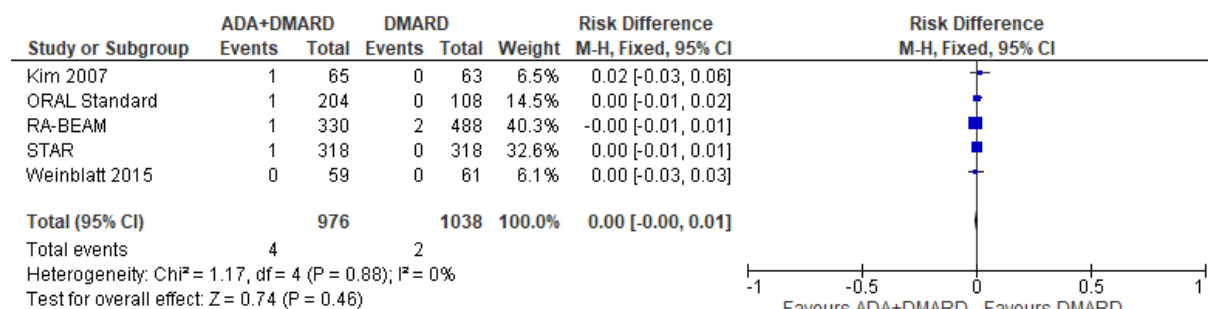 ADA+DMARD DMARD Risk Difference Risk Difference
Study or Subgroup Events Total Events Total Weight M-H, Fixed, 95% CI M-H, Fixed, 95% CI
Kim 2007 1 65 0 63 6.5% 0.02 [-0.03, 0.06]
ORAL Standard 1 204 0 108 14.5% 0.00 [-0.01, 0.02]
RA-BEAM 1 330 2 488 40.3% -0.00 [-0.01, 0.01]
STAR 1 318 0 318 32.6% 0.00 [-0.01, 0.01]
Weinblatt 2015 0 59 0 61 6.1% 0.00 [-0.03, 0.03]
Total (95% CI) 976 1038 100.0% 0.00 [-0.00, 0.01]
Total events 4 2
Heterogeneity: Chi² = 1.17, df = 4 (P = 0.88); I² = 0%
Test for overall effect: Z = 0.74 (P = 0.46)
-1 -0.5 0 0.5 1
Favours ADA+DMARD Favours DMARD